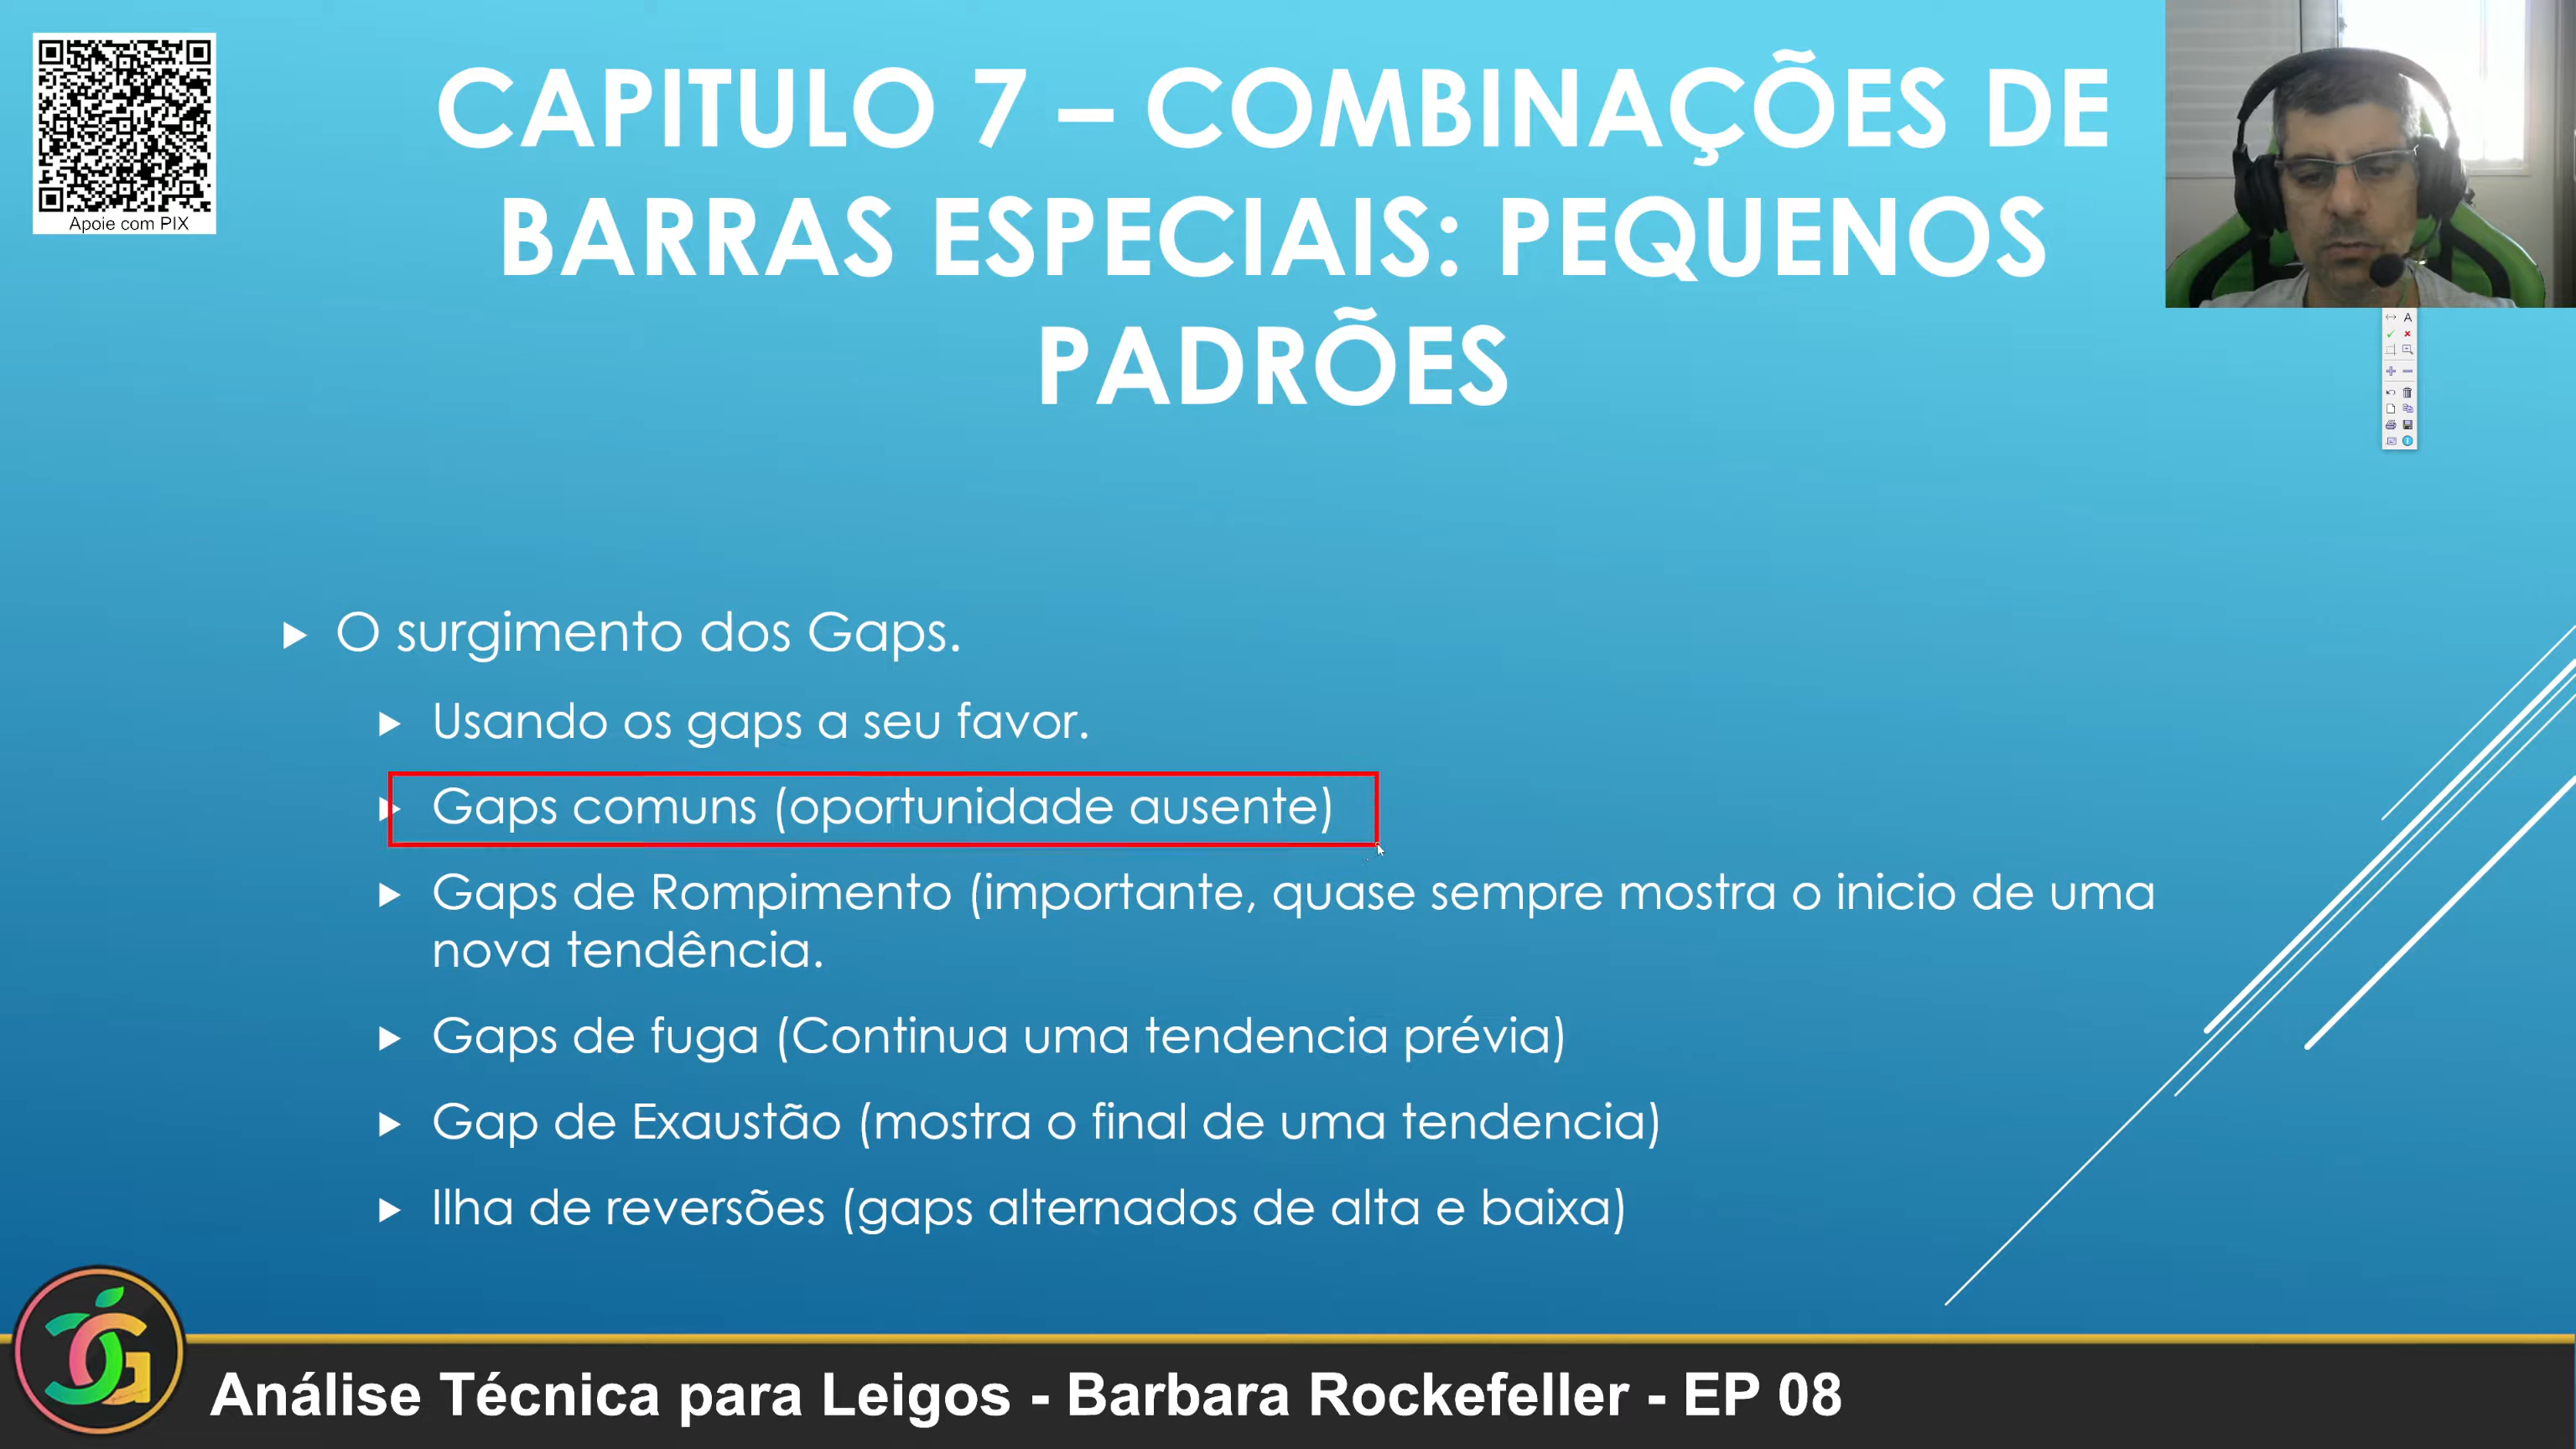 Apoie com PIX
CAPITULO 7 – COMBINAÇÕES DE
BARRAS ESPECIAIS: PEQUENOS
PADRÕES
O surgimento dos Gaps.
Usando os gaps a seu favor.
Gaps comuns (oportunidade ausente)
Gaps de Rompimento (importante, quase sempre mostra o inicio de uma
nova tendência.
Gaps de fuga (Continua uma tendencia prévia)
Gap de Exaustão (mostra o final de uma tendencia)
Ilha de reversões (gaps alternados de alta e baixa)
Análise Técnica para Leigos - Barbara Rockefeller - EP 08